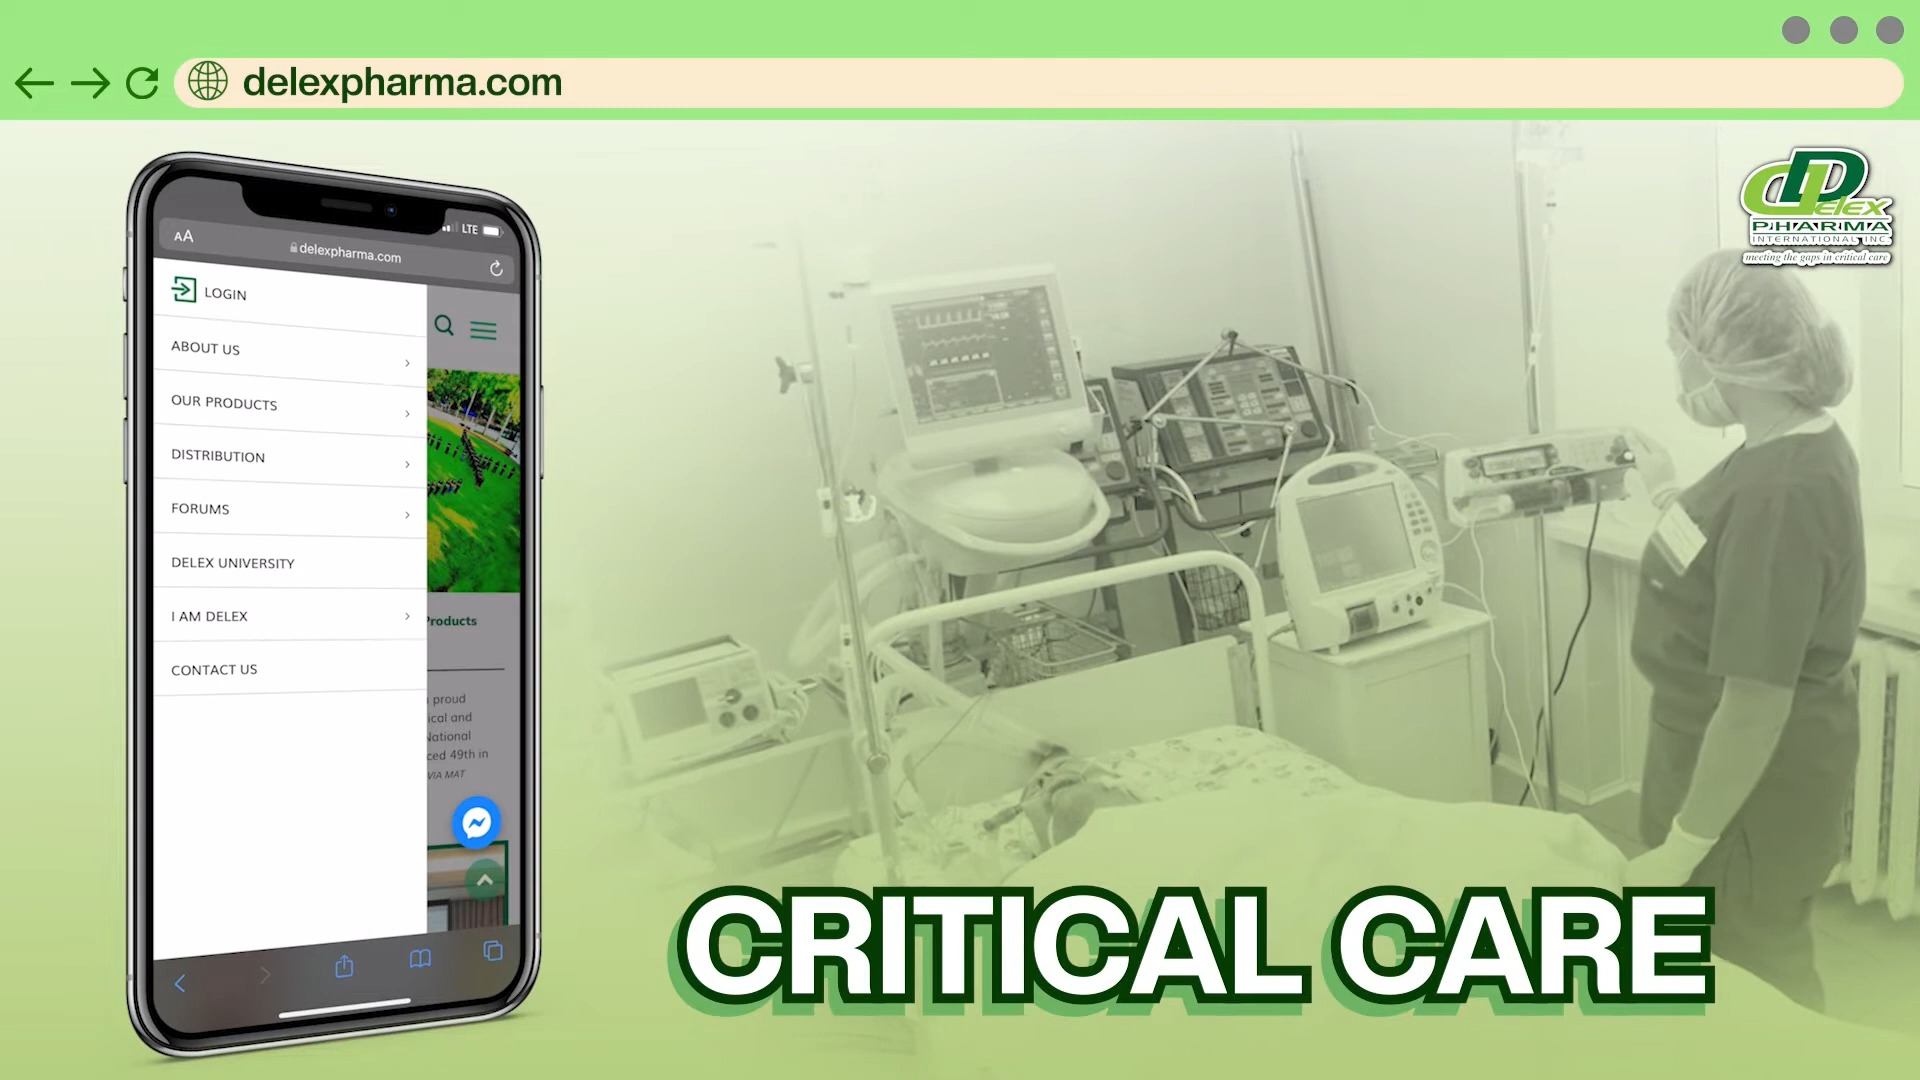 delexpharma.com
Delex
PHARMA
INTERNATIONAL INC.
meeting the gaps in critical care
LTE
AA
delexpharma.com
LOGIN
ABOUT US
OUR PRODUCTS
DISTRIBUTION
FORUMS
DELEX UNIVERSITY
I AM DELEX
CONTACT US
Products
proud
ical and
National
ced 49th in
VIA MAT
CRITICAL CARE